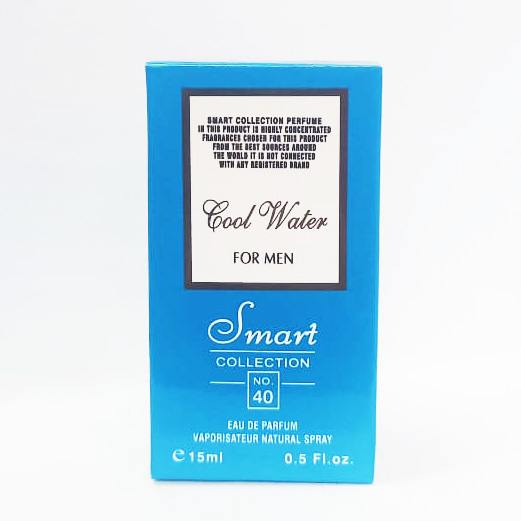 SMART COLLECTION PERFUME
IN THIS PRODUCT IS HIGHLY CONCENTRATED
FRAGRANCES CHOSER FOR THIS PRODUCT
FROM THE BEST SOURCES AROUND
THE WORLD IT IS NOT CONNECTED
WITH ANY REGISTERED BRAND
Cool Water
FOR MEN
Smart
COLLECTION
NO.
40
EAU DE PARFUM
VAPORISATEUR NATURAL SPRAY
℮15ml 0.5 Fl.oz.